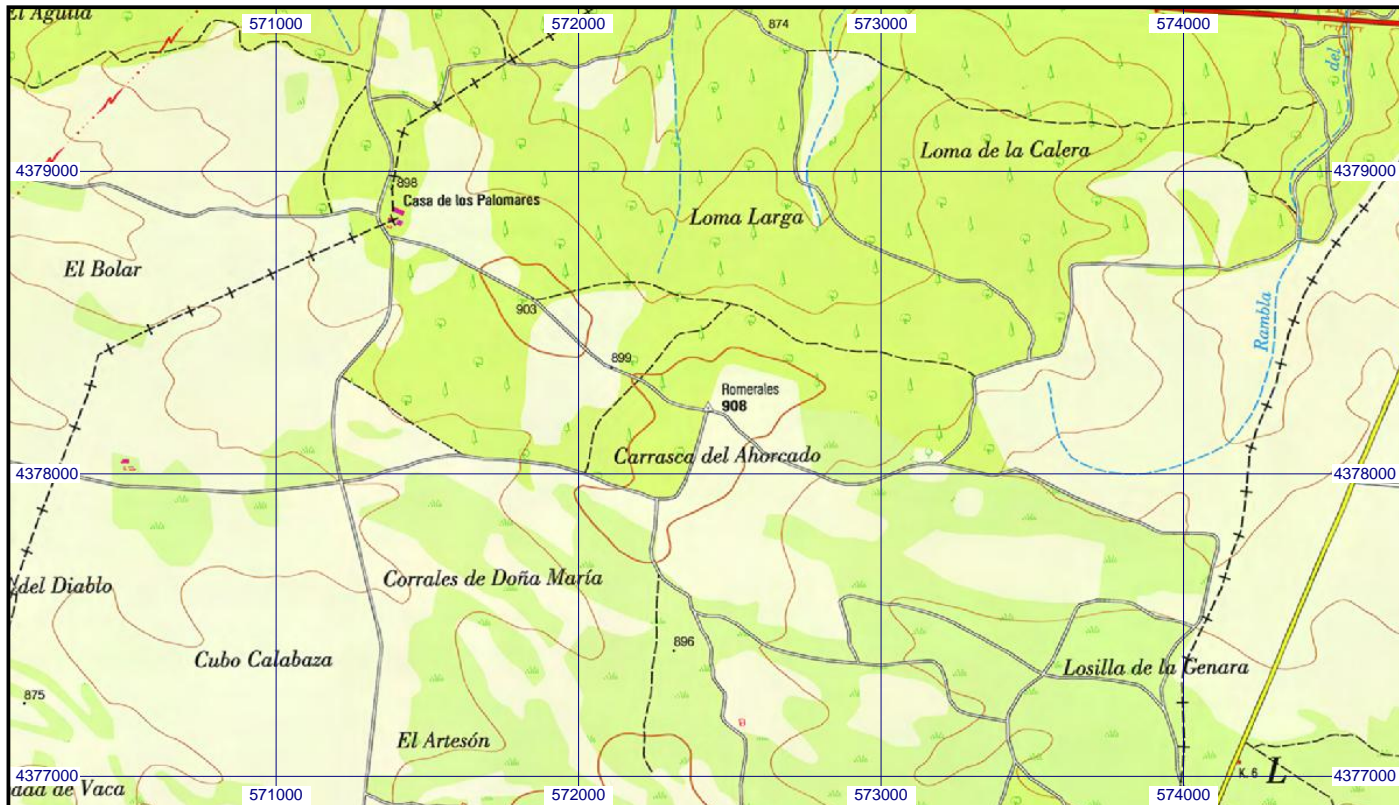 El Aguila
571000
572000
874
573000
574000
del
4379000
898
Casa de los Palomares
Loma de la Calera
4379000
Loma Larga
El Bolar
903
Rambla
899
Romerales
908
Carrasca del Ahorcado
4378000
4378000
del Diablo
Corrales de Doña María
896
Cubo Calabaza
Losilla de la Genara
875
El Artesón
4377000
K. 6
L
4377000
de Vaca
571000
572000
573000
574000